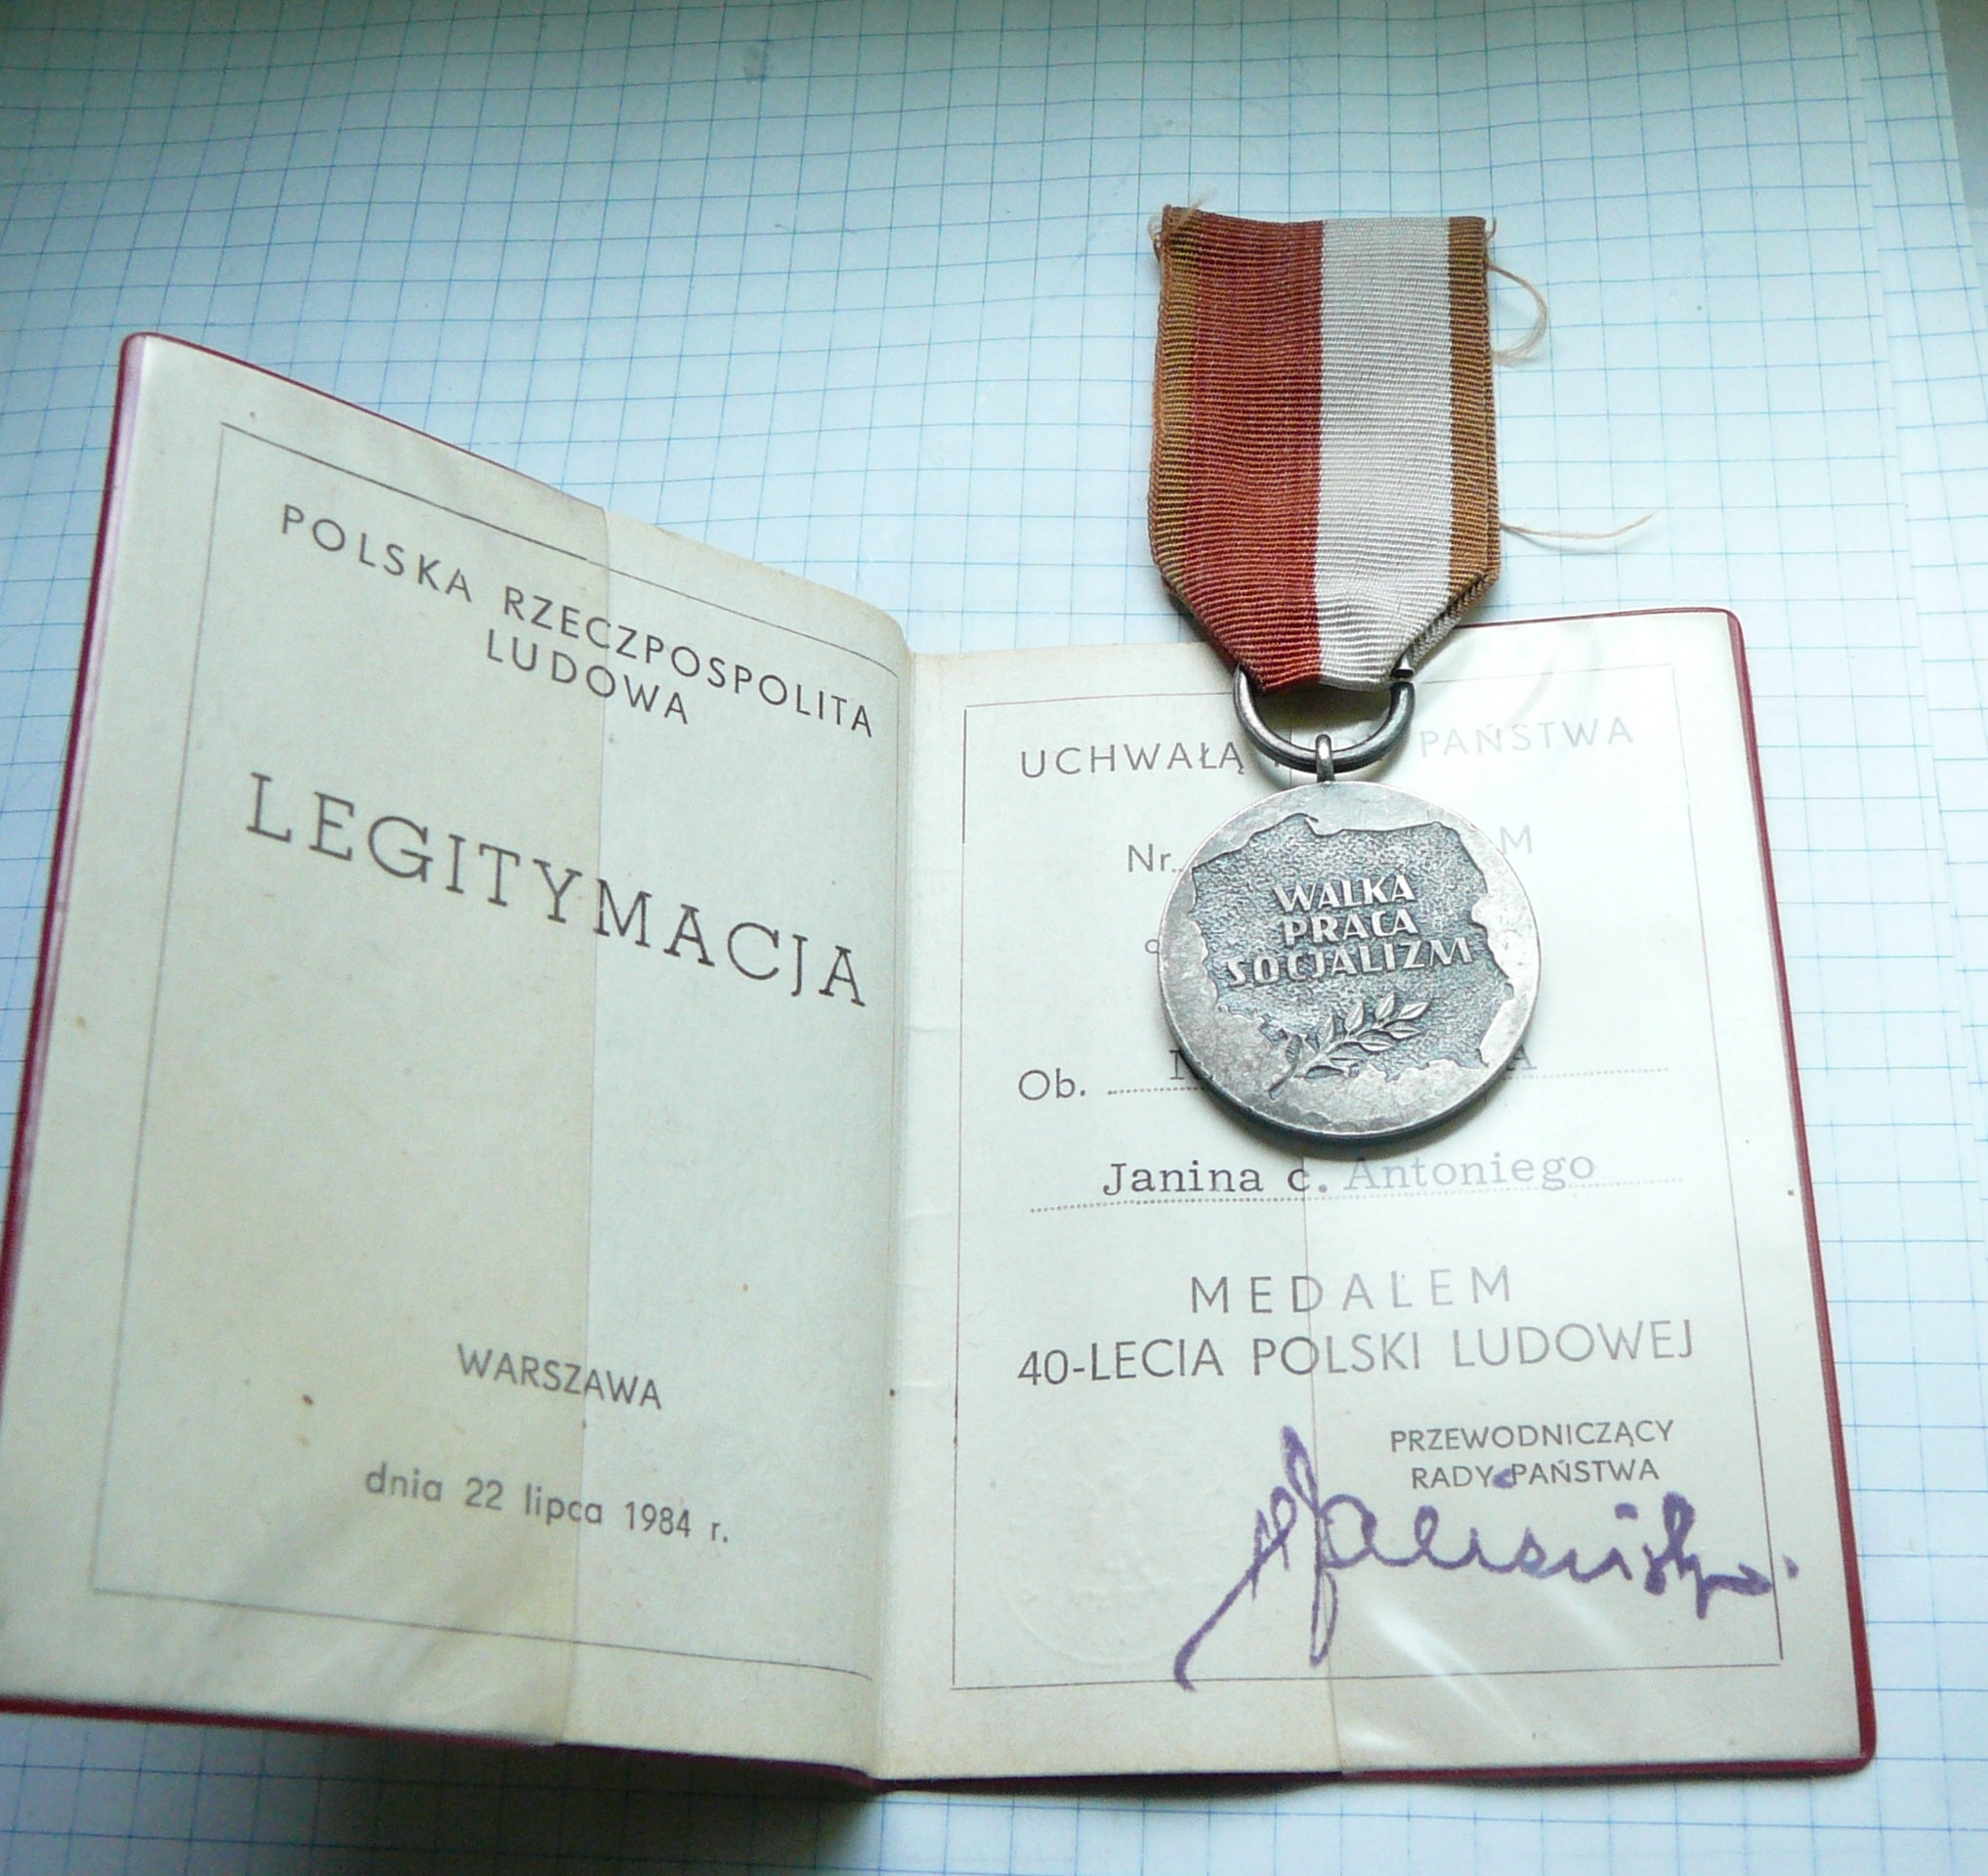 POLSKA RZECZPOSPOLITA
LUDOWA
LEGITYMACJA
WARSZAWA
dnia 22 lipca 1984 r.
UCHWAŁĄ PAŃSTWA
Nr.
WALKA
PRACA
SOCJALIZM
Ob.
Janina c. Antoniego
MEDALEM
40-LECIA POLSKI LUDOWEJ
PRZEWODNICZĄCY
RADY PAŃSTWA